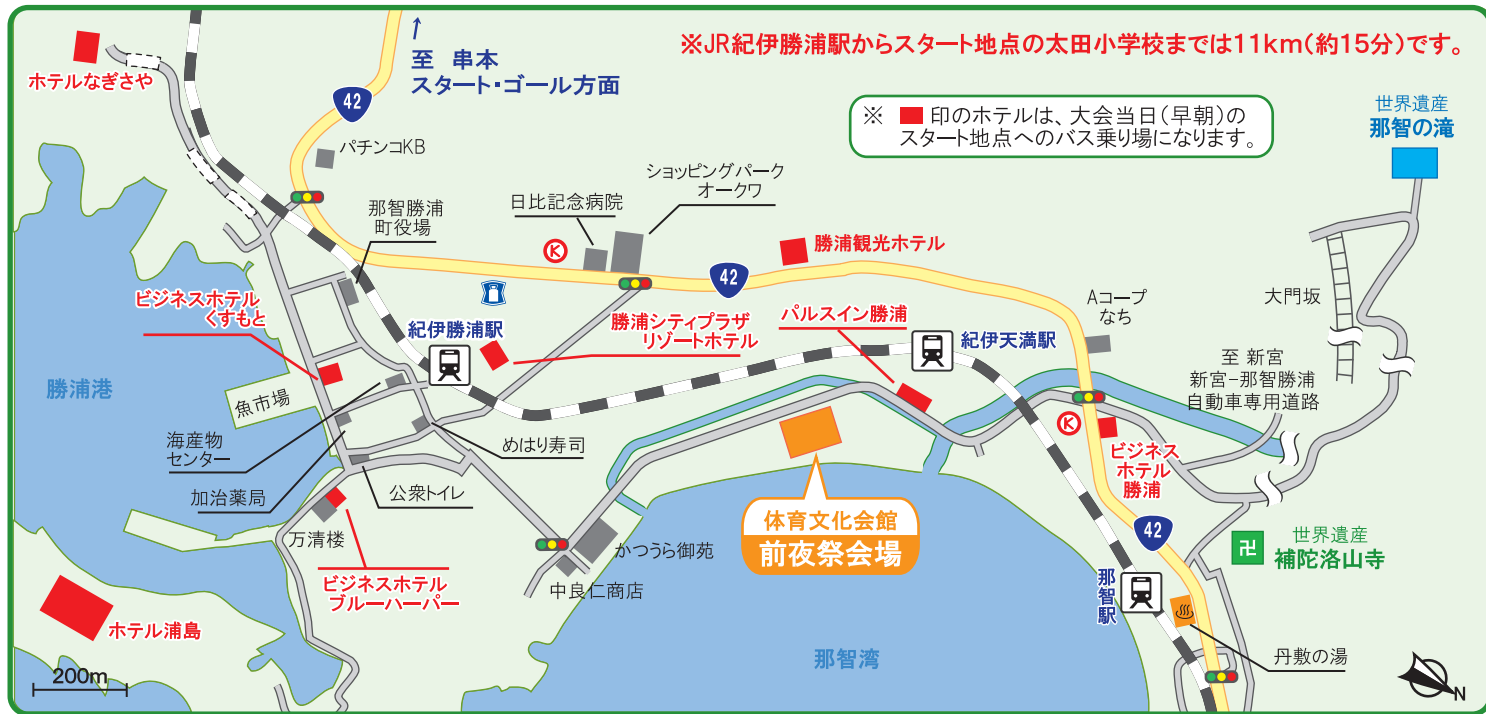 ※JR紀伊勝浦駅からスタート地点の太田小学校までは11km(約15分)です。
↑
至 串本
スタート・ゴール方面
ホテルなぎさや
42
パチンコKB
※ 印のホテルは、大会当日(早朝)の
スタート地点へのバス乗り場になります。
世界遺産
那智の滝
ショッピングパーク
オークワ
日比記念病院
那智勝浦
町役場
K
勝浦観光ホテル
42
ビジネスホテル
くすもと
紀伊勝浦駅
勝浦シティプラザ
リゾートホテル
パルスイン勝浦
紀伊天満駅
Aコープ
なち
大門坂
至 新宮
新宮-那智勝浦
自動車専用道路
勝浦港
魚市場
海産物
センター
加治薬局
めはり寿司
公衆トイレ
K
ビジネス
ホテル
勝浦
万清楼
ビジネスホテル
ブルーハーバー
かつうら御苑
中良仁商店
体育文化会館
前夜祭会場
42
卍
世界遺産
補陀洛山寺
那智駅
ホテル浦島
那智湾
丹敷の湯
200m
N